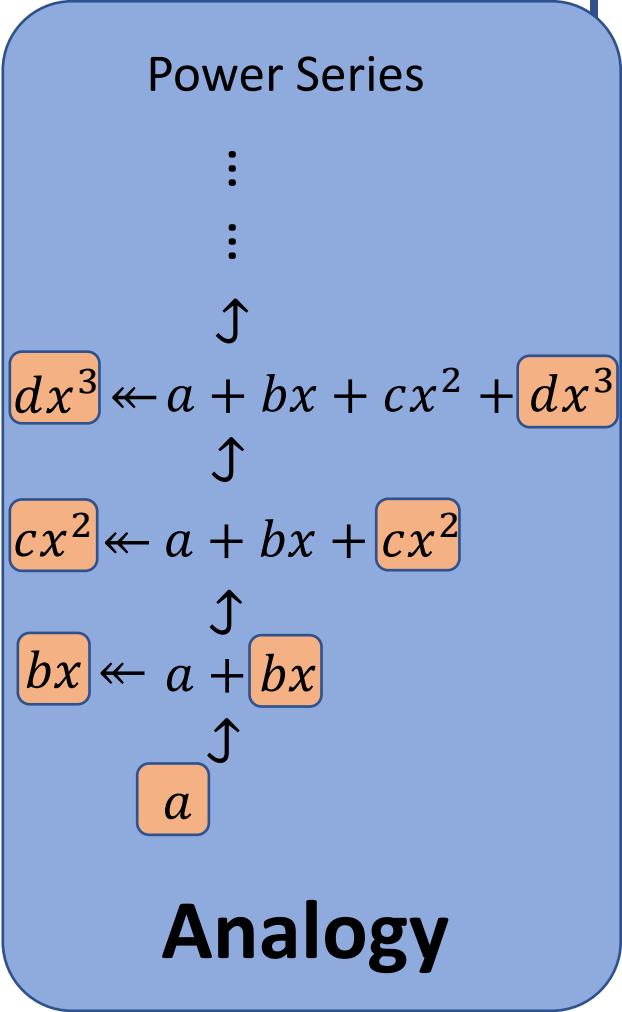 Power Series
⋮
⋮
⤴
dx³ ↞ a + bx + cx² + dx³
⤴
cx² ↞ a + bx + cx²
⤴
bx ↞ a + bx
⤴
a
Analogy